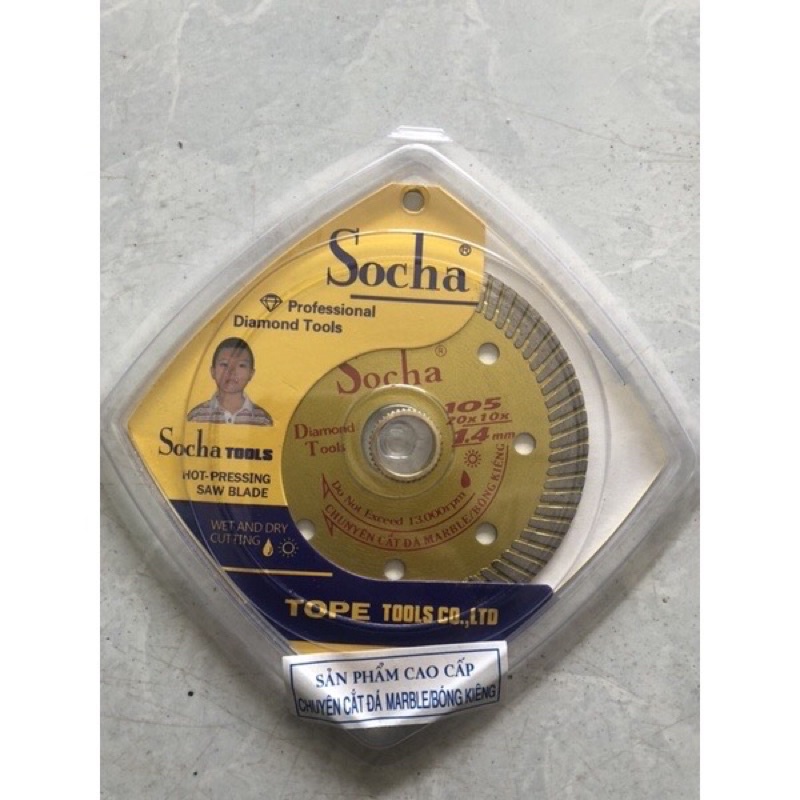 Socha®
Professional
Diamond Tools
Socha®
105
20x10x
1.4mm
Diamond
Tools
Socha TOOLS
HOT-PRESSING
SAW BLADE
Do Not Exceed 13.000rpm
CHUYÊN CẮT ĐÁ MARBLE/BÓNG KIẾNG
WET AND DRY
CUTTING
TOPE TOOLS CO.,LTD
SẢN PHẨM CAO CẤP
CHUYÊN CẮT ĐÁ MARBLE/BÓNG KIẾNG